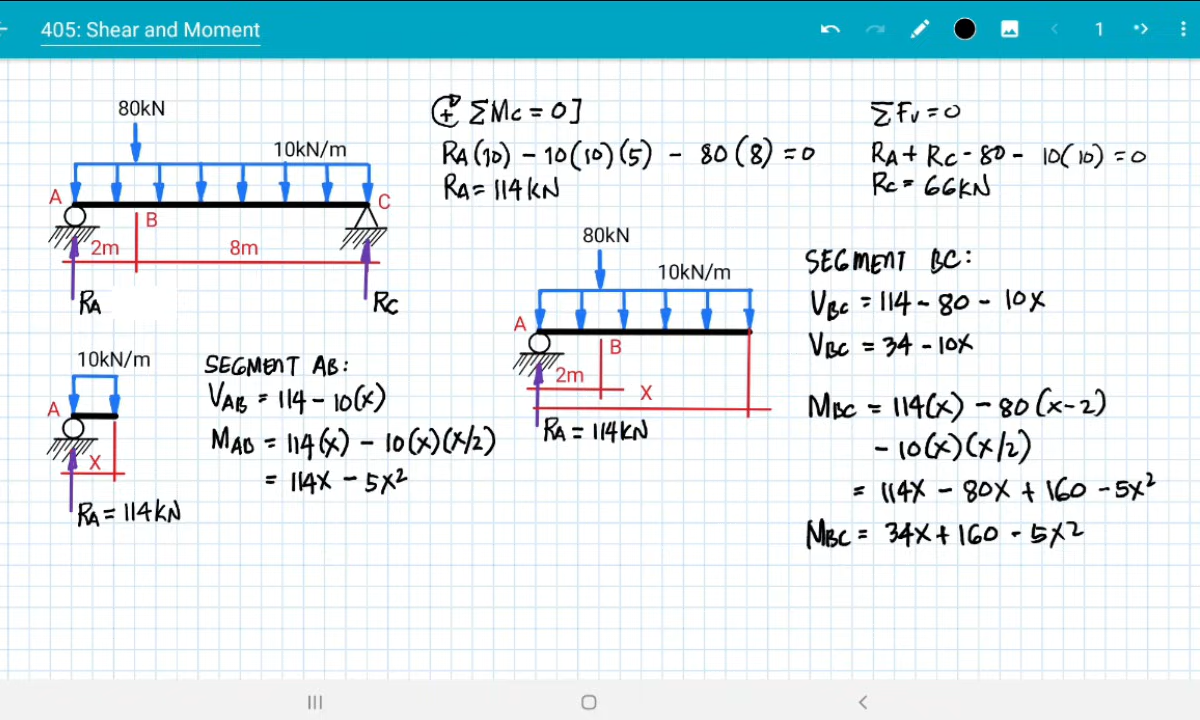 405: Shear and Moment
1
80kN
10kN/m
A
B
C
2m
8m
RA
RC
+ ΣMc = 0]
RA(10) - 10(10)(5) - 80(8) = 0
RA = 114kN
ΣFv = 0
RA + RC - 80 - 10(10) = 0
RC = 66KN
10kN/m
A
X
RA = 114KN
SEGMENT AB:
VAB = 114 - 10(x)
MAB = 114(x) - 10(x)(x/2)
= 114x - 5x²
80kN
10kN/m
A
B
2m
X
RA = 114KN
SEGMENT BC:
VBC = 114 - 80 - 10x
VBC = 34 - 10x
MBC = 114(x) - 80(x-2)
- 10(x)(x/2)
= 114x - 80x + 160 - 5x²
MBC = 34x + 160 - 5x²